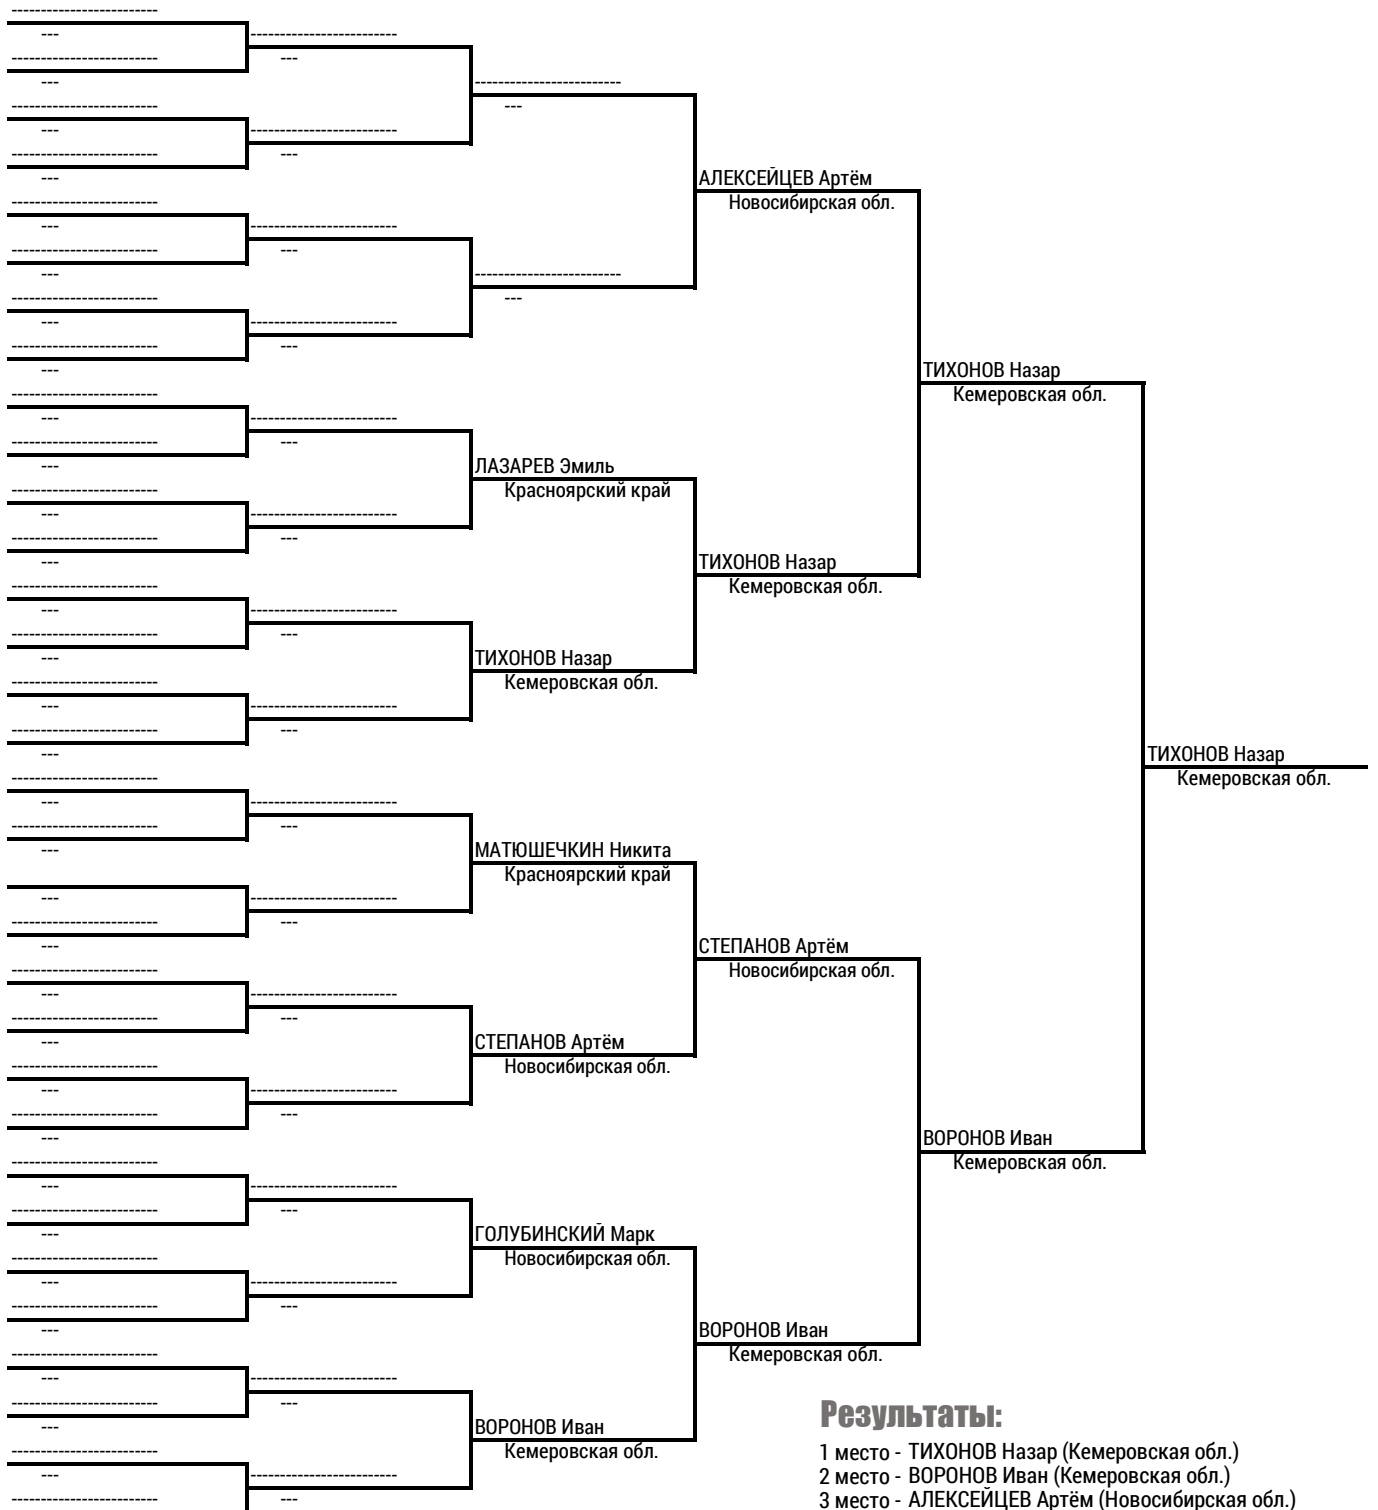 АЛЕКСЕЙЦЕВ Артём
Новосибирская обл.
ТИХОНОВ Назар
Кемеровская обл.
ЛАЗАРЕВ Эмиль
Красноярский край
ТИХОНОВ Назар
Кемеровская обл.
ТИХОНОВ Назар
Кемеровская обл.
ТИХОНОВ Назар
Кемеровская обл.
МАТЮШЕЧКИН Никита
Красноярский край
СТЕПАНОВ Артём
Новосибирская обл.
СТЕПАНОВ Артём
Новосибирская обл.
ВОРОНОВ Иван
Кемеровская обл.
ГОЛУБИНСКИЙ Марк
Новосибирская обл.
ВОРОНОВ Иван
Кемеровская обл.
ВОРОНОВ Иван
Кемеровская обл.
Результаты:
1 место - ТИХОНОВ Назар (Кемеровская обл.)
2 место - ВОРОНОВ Иван (Кемеровская обл.)
3 место - АЛЕКСЕЙЦЕВ Артём (Новосибирская обл.)